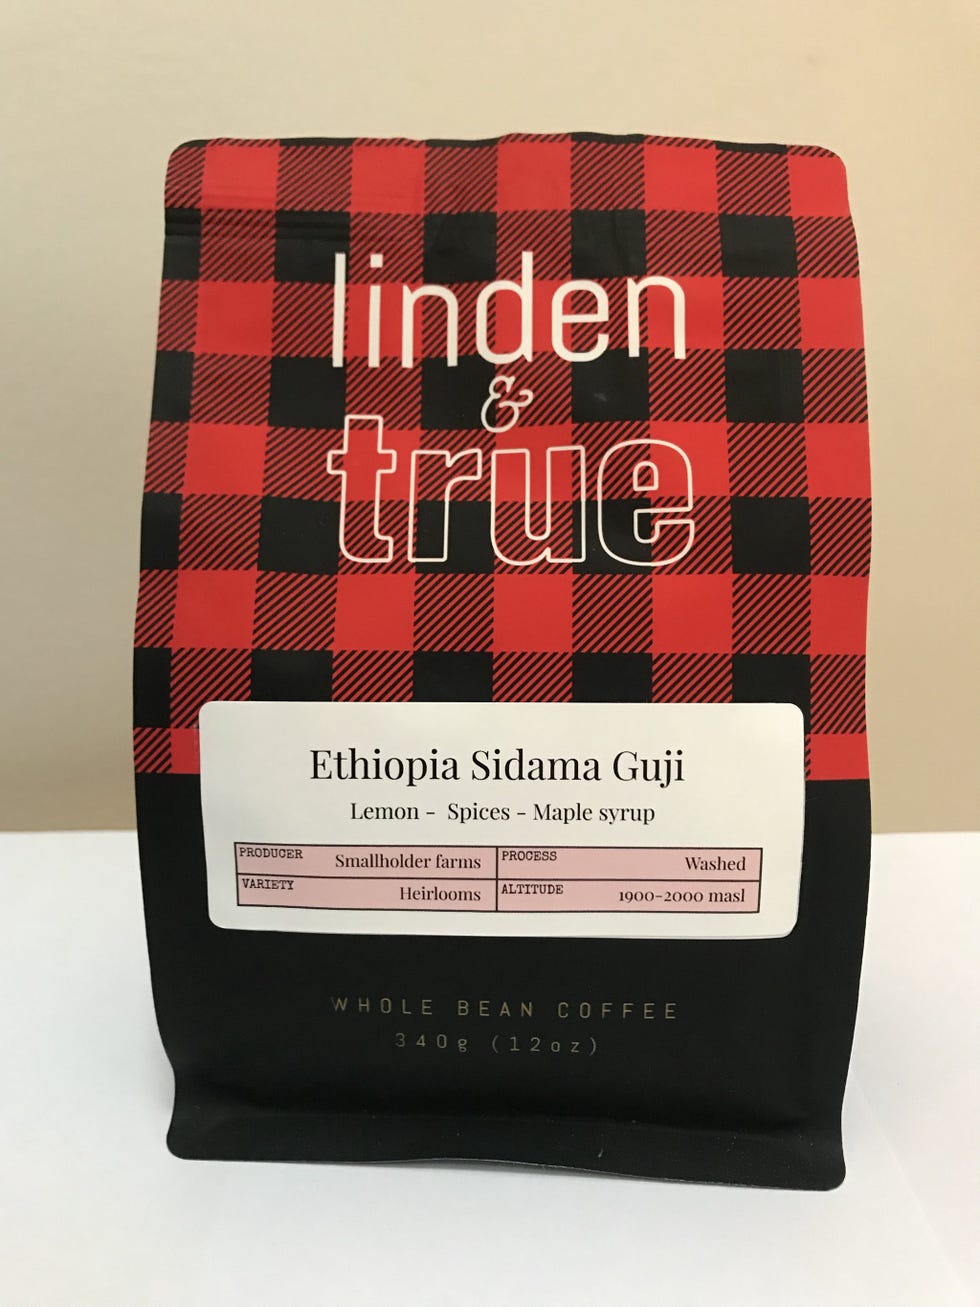 linden
&
true
Ethiopia Sidama Guji
Lemon - Spices - Maple syrup
PRODUCER Smallholder farms PROCESS Washed
VARIETY Heirlooms ALTITUDE 1900-2000 masl
WHOLE BEAN COFFEE
340g (12oz)